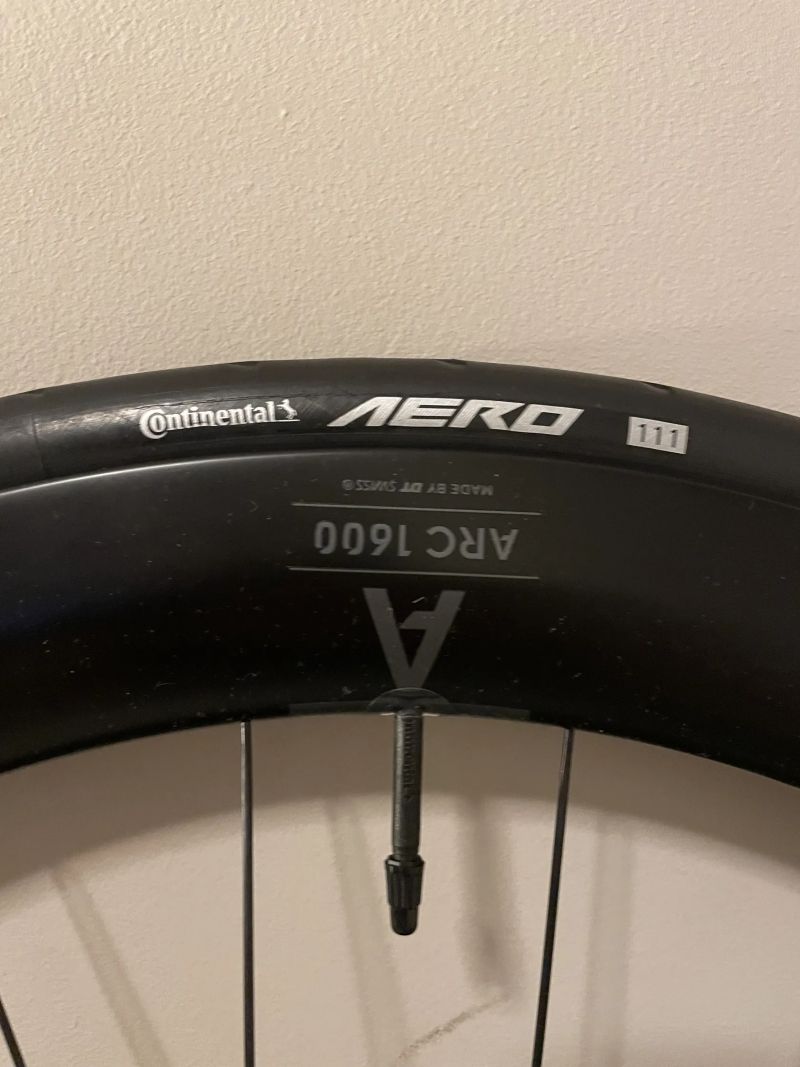 Continental AERO 111
MADE BY DT SWISS®
ARC 1600
A